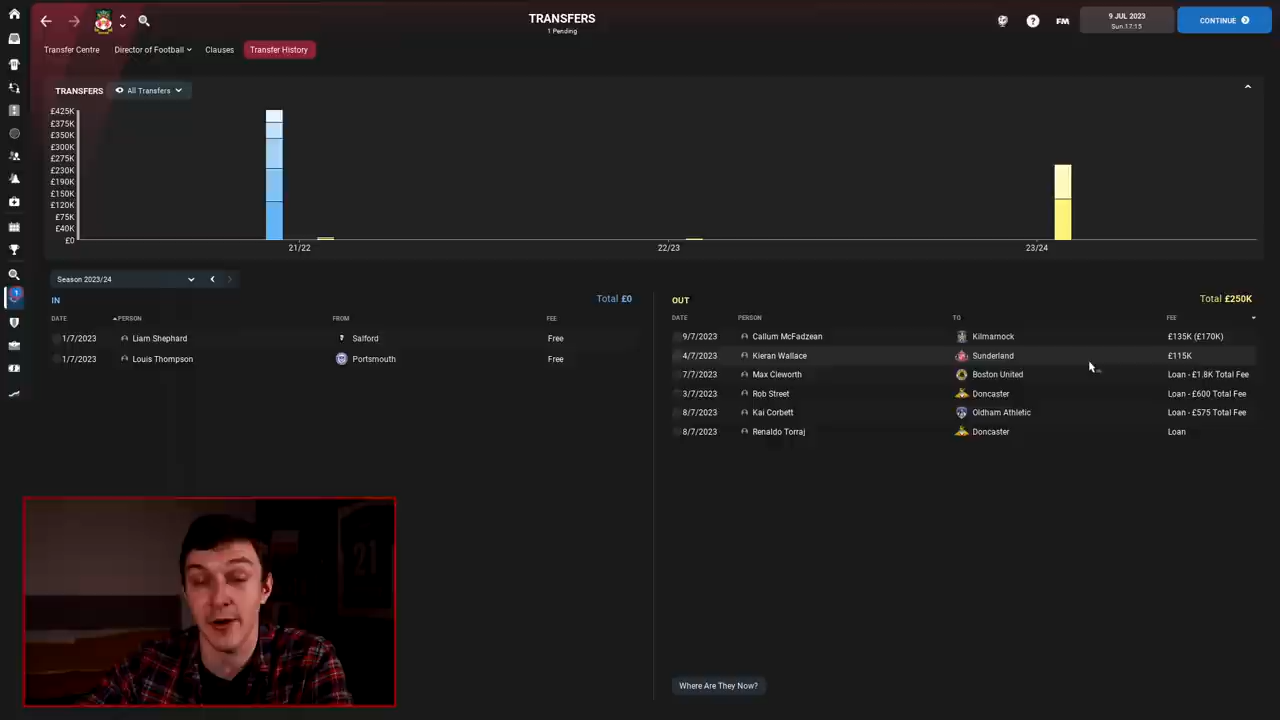 TRANSFERS
1 Pending
FM
9 JUL 2023
Sun 17:15
CONTINUE
Transfer Centre
Director of Football
Clauses
Transfer History
TRANSFERS
All Transfers
£425K
£375K
£350K
£300K
£275K
£230K
£190K
£150K
£120K
£75K
£40K
£0
21/22
22/23
23/24
Season 2023/24
1
IN
Total £0
DATE PERSON FROM FEE
1/7/2023 Liam Shephard Salford Free
1/7/2023 Louis Thompson Portsmouth Free
OUT
Total £250K
DATE PERSON TO FEE
9/7/2023 Callum McFadzean Kilmarnock £135K (£170K)
4/7/2023 Kieran Wallace Sunderland £115K
7/7/2023 Max Cleworth Boston United Loan - £1.8K Total Fee
3/7/2023 Rob Street Doncaster Loan - £600 Total Fee
8/7/2023 Kai Corbett Oldham Athletic Loan - £575 Total Fee
8/7/2023 Renaldo Torraj Doncaster Loan
21
Where Are They Now?